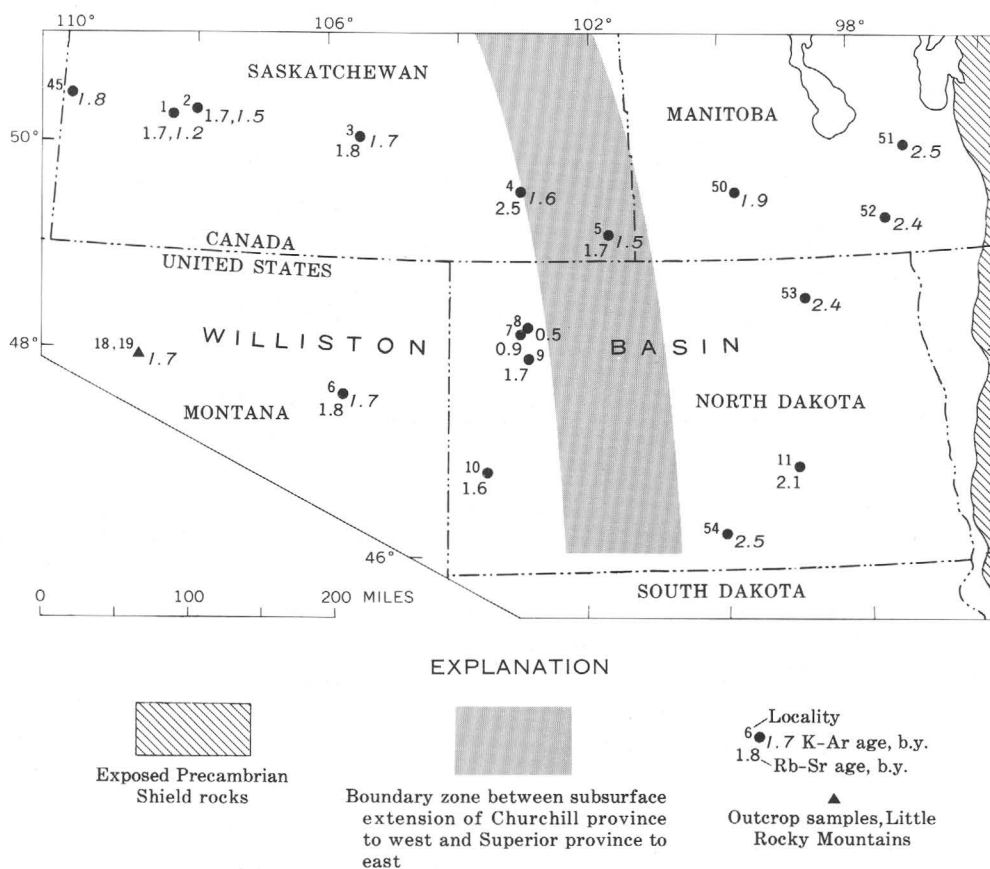 110° 106° 102° 98°
SASKATCHEWAN
45 1.8
1 1.7, 1.2
2 1.7, 1.5
50°
3 1.7
1.8
MANITOBA
51 2.5
4 1.6
2.5
50 1.9
52 2.4
5 1.5
1.7
CANADA
UNITED STATES
53 2.4
48°
WILLISTON BASIN
8 0.5
7 0.9
9 1.7
18,19 1.7
6 1.7
1.8
MONTANA
NORTH DAKOTA
10
1.6
11
2.1
54 2.5
46°
SOUTH DAKOTA
0 100 200 MILES
EXPLANATION
Exposed Precambrian
Shield rocks
Boundary zone between subsurface
extension of Churchill province
to west and Superior province to
east
Locality
6 1.7 K-Ar age, b.y.
1.8 Rb-Sr age, b.y.
Outcrop samples, Little
Rocky Mountains